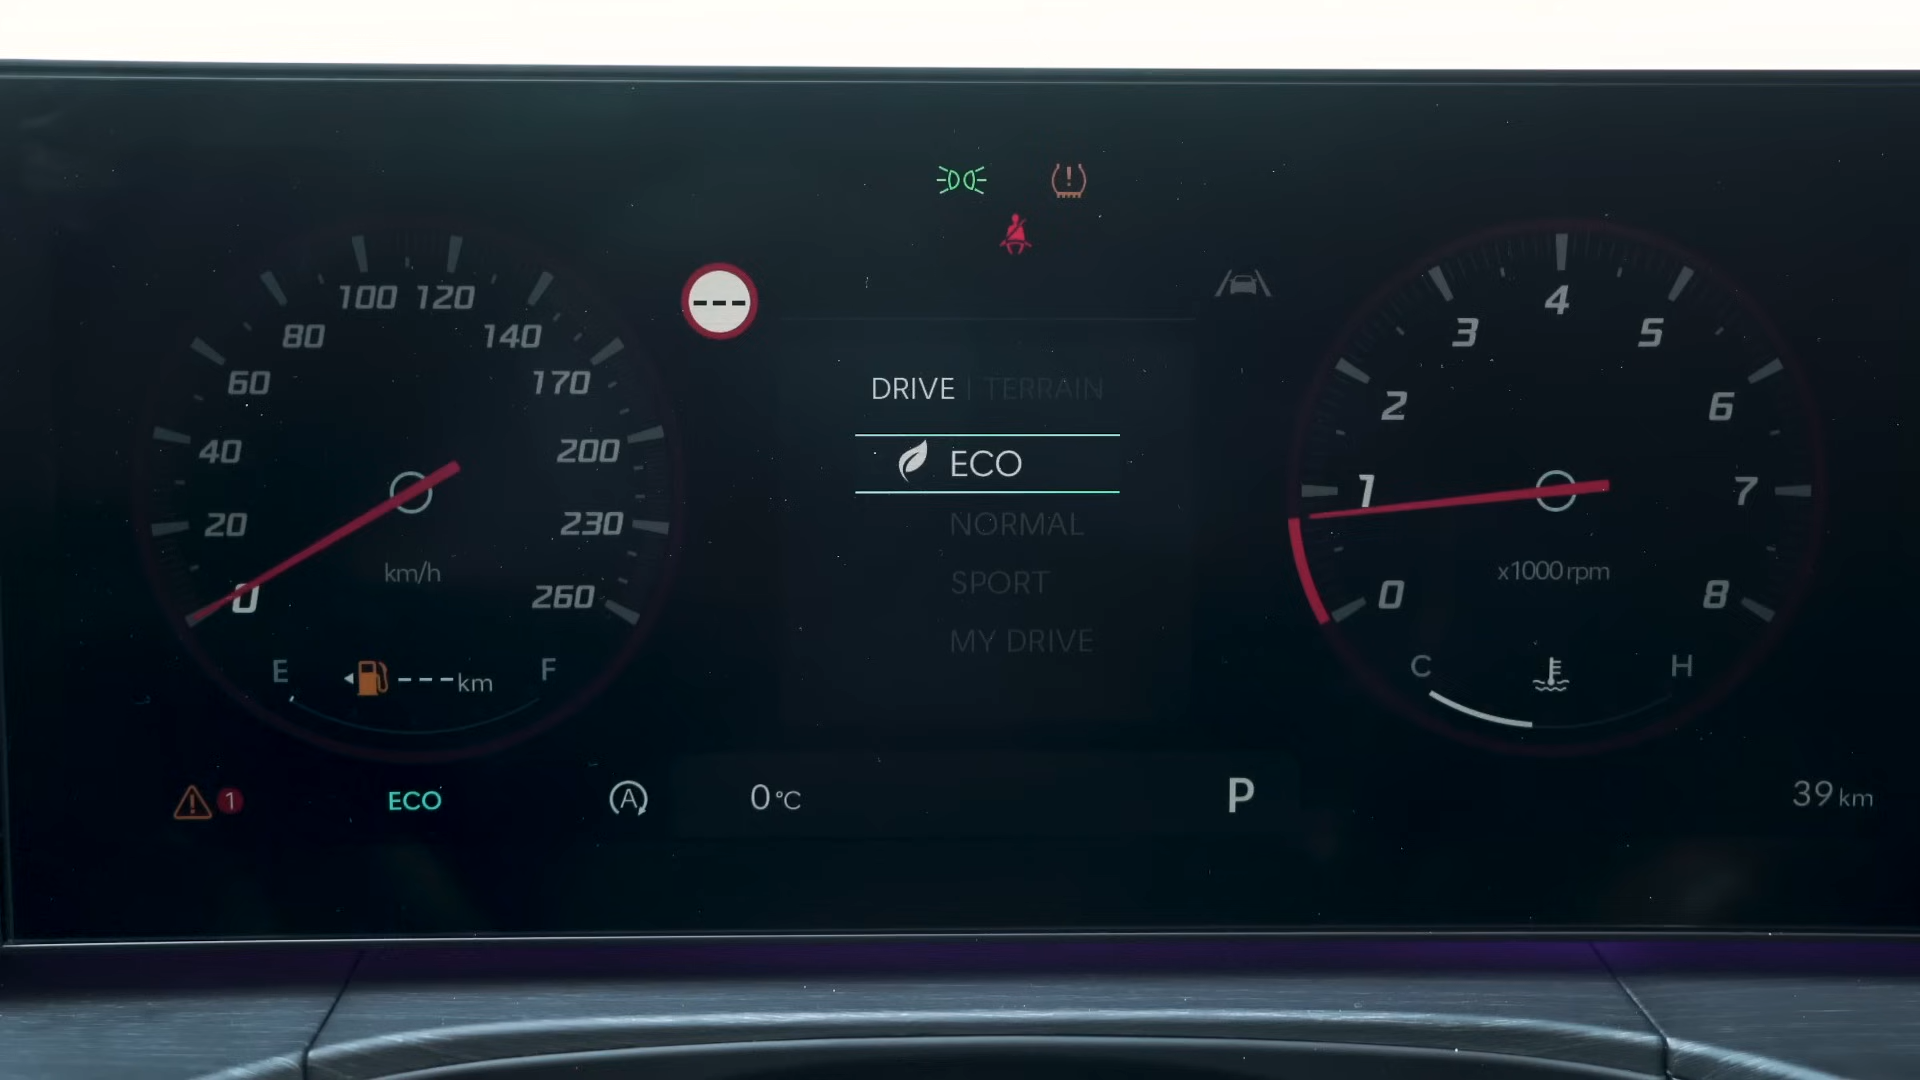 100 120
80
140
60
170
40
200
20
230
0
260
km/h
E
--- km
F
---
DRIVE | TERRAIN
ECO
NORMAL
SPORT
MY DRIVE
4
3
5
2
6
1
7
0
8
x1000 rpm
C
H
! 1
ECO
A
0 °C
P
39 km